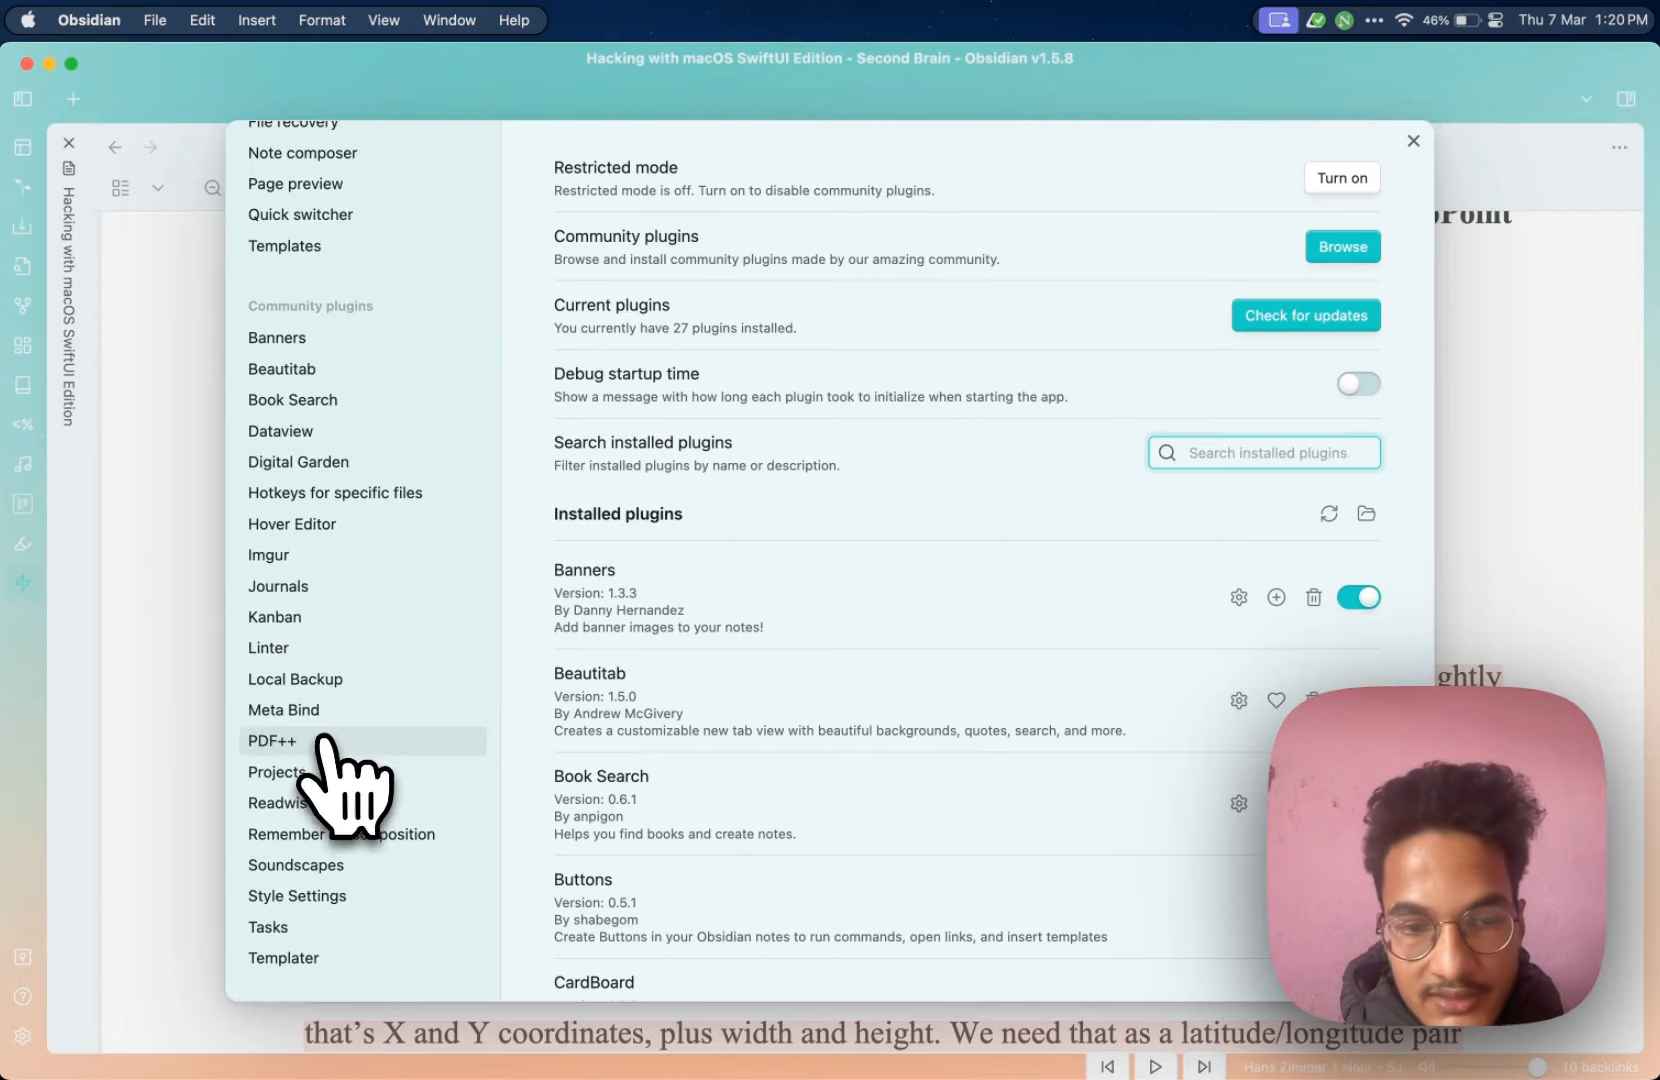 Obsidian File Edit Insert Format View Window Help
46% Thu 7 Mar 1:20 PM
Hacking with macOS SwiftUI Edition - Second Brain - Obsidian v1.5.8
Hacking with macOS SwiftUI Edition
File recovery
Note composer
Page preview
Quick switcher
Templates
Community plugins
Banners
Beautitab
Book Search
Dataview
Digital Garden
Hotkeys for specific files
Hover Editor
Imgur
Journals
Kanban
Linter
Local Backup
Meta Bind
PDF++
Projects
Remember position
Soundscapes
Style Settings
Tasks
Templater
Restricted mode
Restricted mode is off. Turn on to disable community plugins.
Turn on
Community plugins
Browse and install community plugins made by our amazing community.
Browse
Current plugins
You currently have 27 plugins installed.
Check for updates
Debug startup time
Show a message with how long each plugin took to initialize when starting the app.
Search installed plugins
Filter installed plugins by name or description.
Search installed plugins
Installed plugins
Banners
Version: 1.3.3
By Danny Hernandez
Add banner images to your notes!
Beautitab
Version: 1.5.0
By Andrew McGivery
Creates a customizable new tab view with beautiful backgrounds, quotes, search, and more.
Book Search
Version: 0.6.1
By anpigon
Helps you find books and create notes.
Buttons
Version: 0.5.1
By shabegom
Create Buttons in your Obsidian notes to run commands, open links, and insert templates
CardBoard
that's X and Y coordinates, plus width and height. We need that as a latitude/longitude pair
Hans Zimmer 1 Hour - 10 backlinks